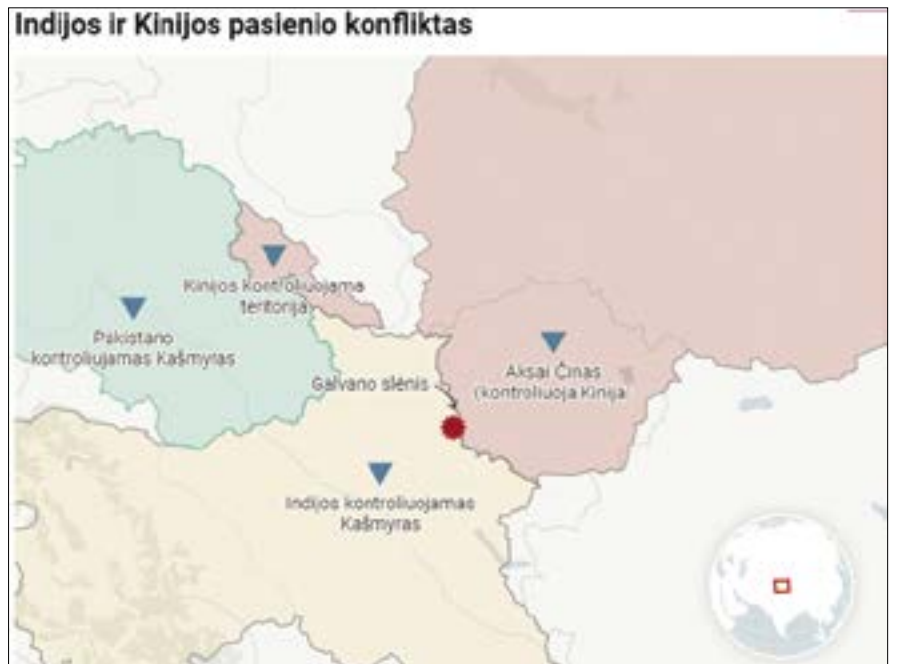 Indijos ir Kinijos pasienio konfliktas
Kinijos kontroliuojama
teritorija
Pakistano
kontroliujamas Kašmyras
Galvano slėnis
Aksai Činas
(kontroliuoja Kinija
Indijos kontroliuojamas
Kašmyras